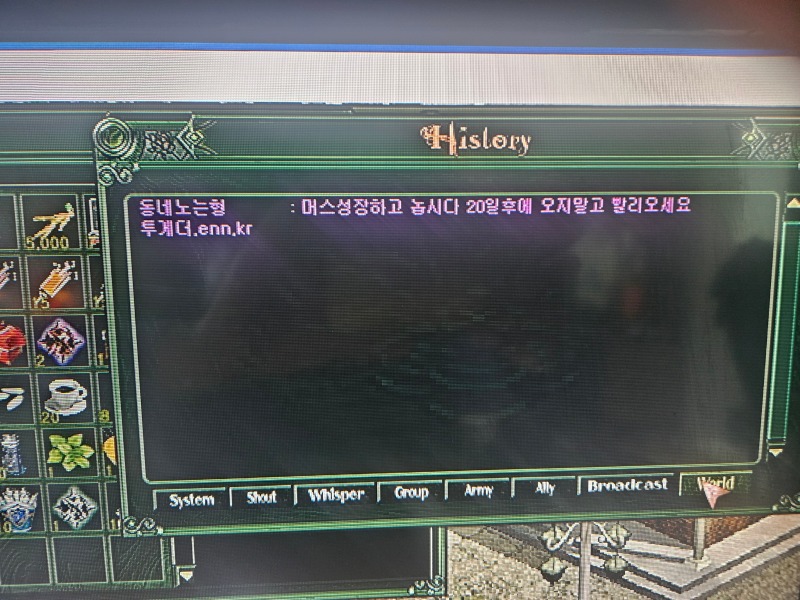 History
동네노는형 : 머스성장하고 놉시다 20일후에 오지말고 빨리오세요
투계더.enn.kr
5,000
2
20
8
System Shout Whisper Group Army Ally Broadcast World